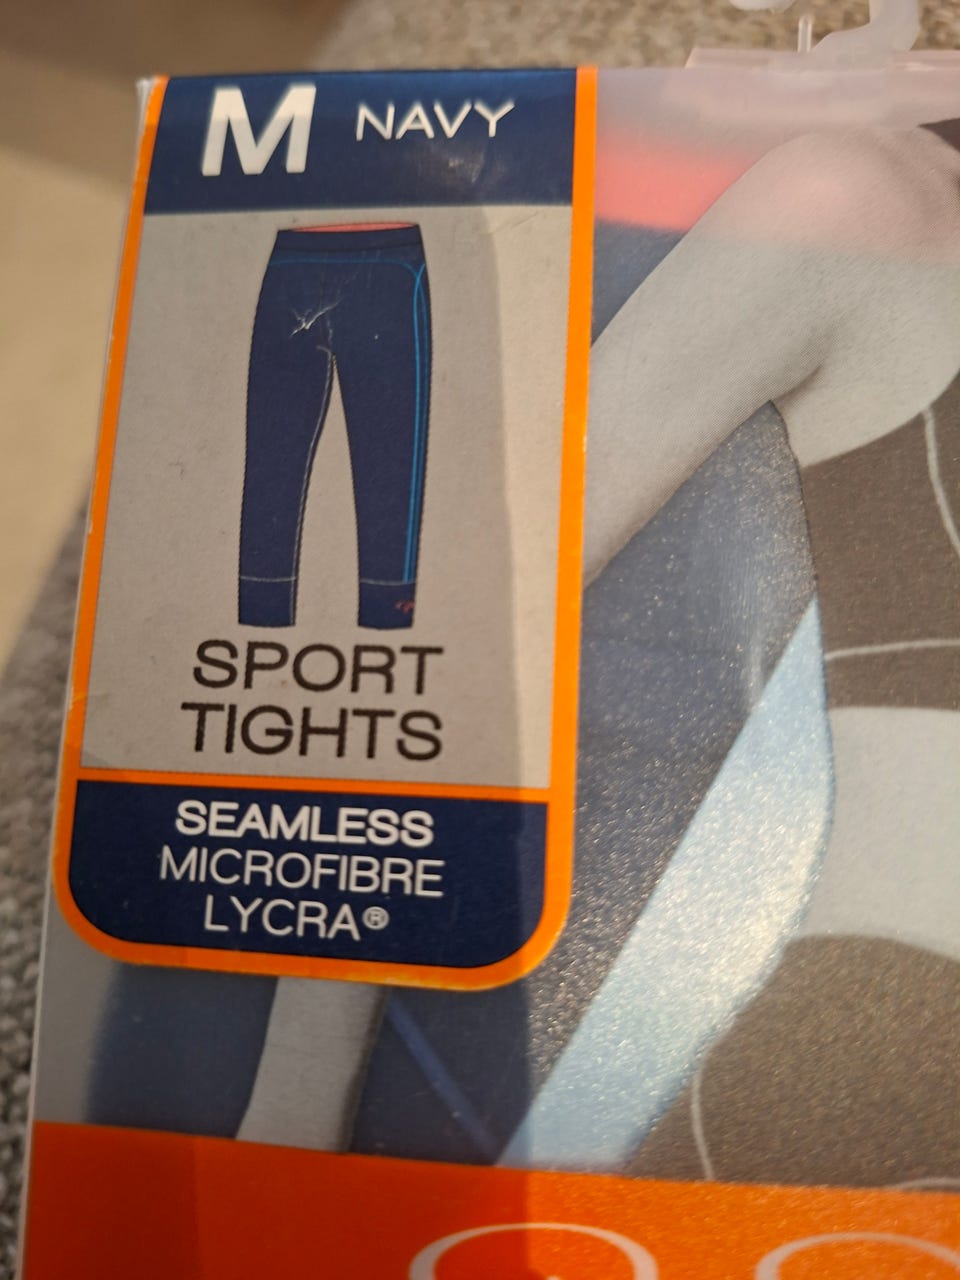 M NAVY
SPORT
TIGHTS
SEAMLESS
MICROFIBRE
LYCRA®